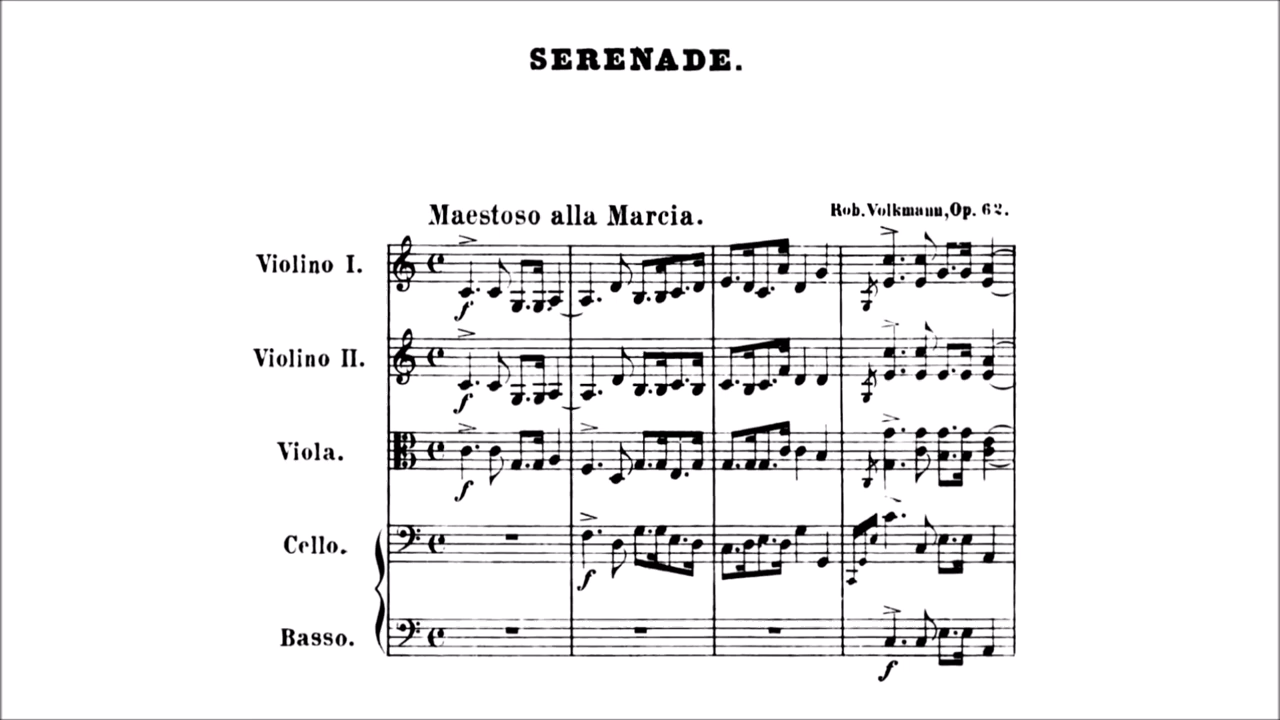 SERENADE.
Maestoso alla Marcia.
Rob. Volkmann, Op. 62.
Violino I.
f
Violino II.
f
Viola.
f
Cello.
f
Basso.
f